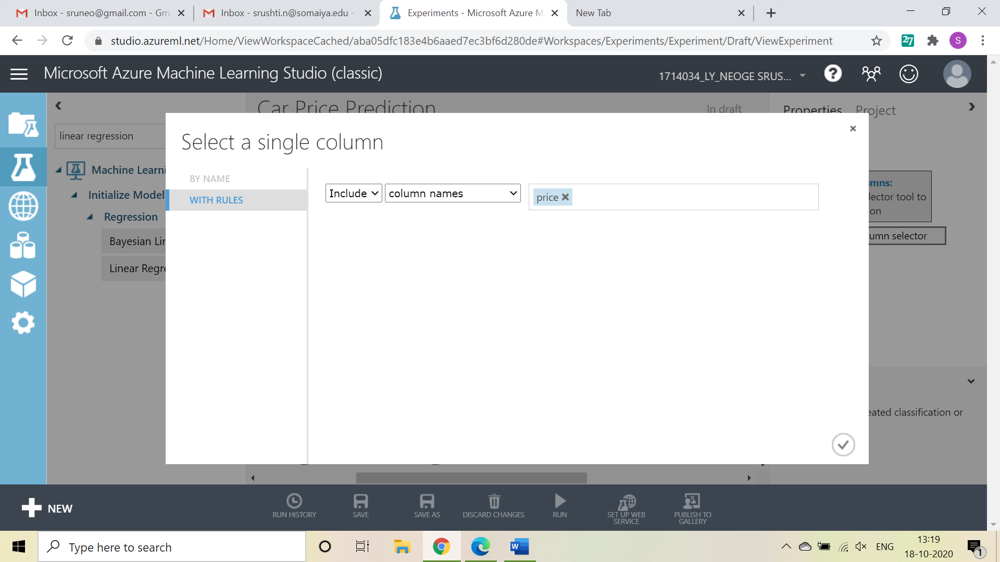 Inbox - sruneo@gmail.com - Gm
Inbox - srushti.n@somaiya.edu -
Experiments - Microsoft Azure M
New Tab
studio.azureml.net/Home/ViewWorkspaceCached/aba05dfc183e4b6aaed7ec3bf6d280de#Workspaces/Experiments/Experiment/Draft/ViewExperiment
27
S
Microsoft Azure Machine Learning Studio (classic)
1714034_LY_NEOGE SRUS...
Car Price Prediction
In draft
Properties
Project
linear regression
Select a single column
Machine Learni
BY NAME
Include
column names
price
Initialize Model
WITH RULES
Regression
Bayesian Lin
Linear Regre
mns:
lector tool to
on
umn selector
eated classification or
NEW
RUN HISTORY
SAVE
SAVE AS
DISCARD CHANGES
RUN
SET UP WEB
SERVICE
PUBLISH TO
GALLERY
Type here to search
W
ENG
13:19
18-10-2020
1